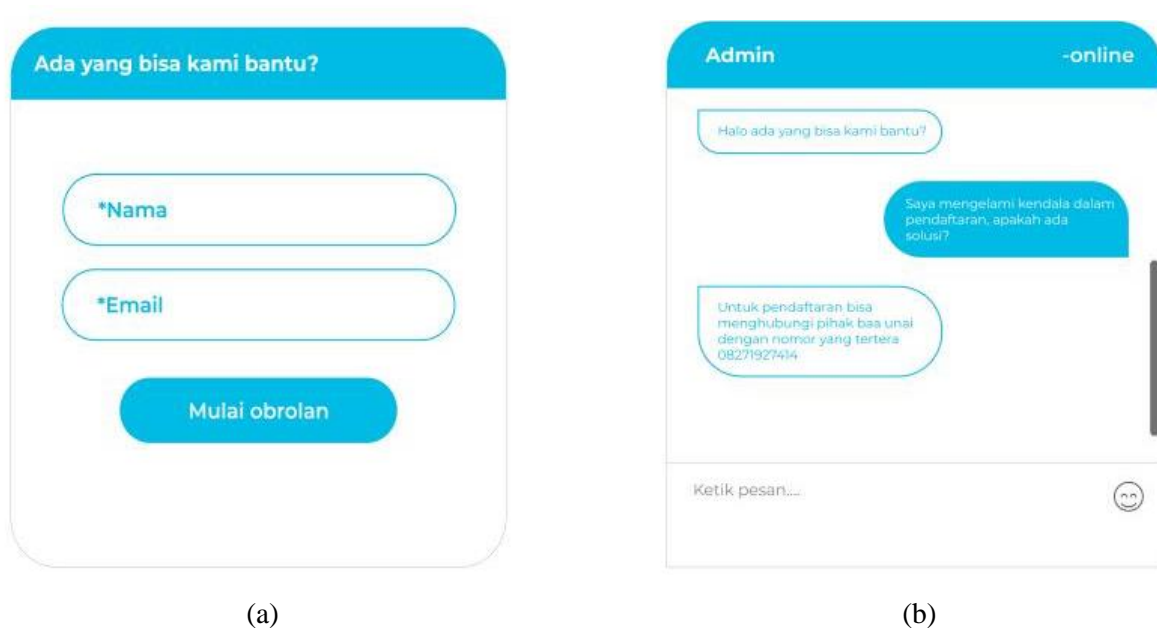 Ada yang bisa kami bantu?
*Nama
*Email
Mulai obrolan
(a)
Admin
-online
Halo ada yang bisa kami bantu?
Saya mengelami kendala dalam
pendaftaran, apakah ada
solusi?
Untuk pendaftaran bisa
menghubungi pihak baa unai
dengan nomor yang tertera
08271927414
Ketik pesan....
(b)